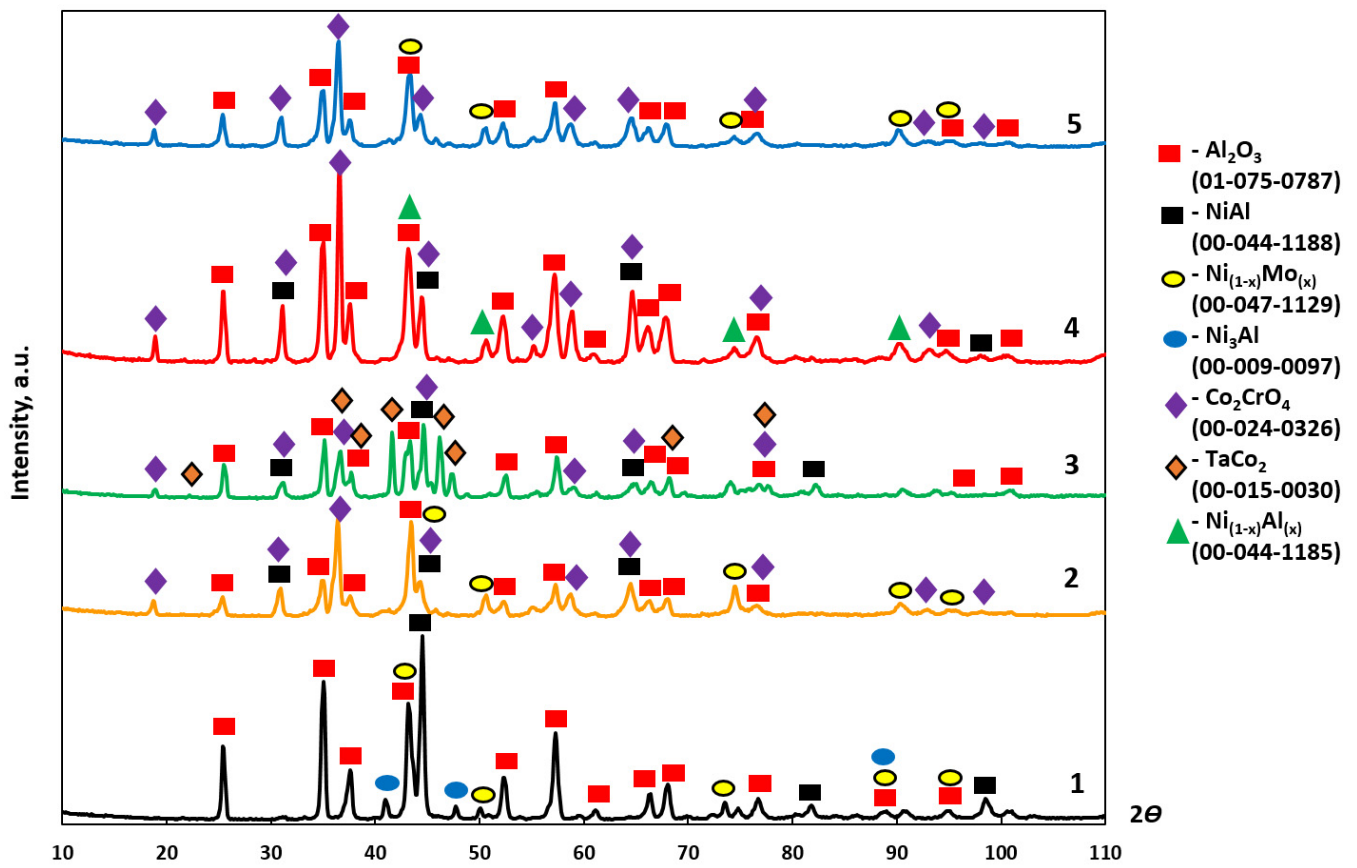 Intensity, a.u.
5
4
3
2
1
2Ɵ
10 20 30 40 50 60 70 80 90 100 110
- Al₂O₃
(01-075-0787)
- NiAl
(00-044-1188)
- Ni₍₁₋ₓ₎Mo₍ₓ₎
(00-047-1129)
- Ni₃Al
(00-009-0097)
- Co₂CrO₄
(00-024-0326)
- TaCo₂
(00-015-0030)
- Ni₍₁₋ₓ₎Al₍ₓ₎
(00-044-1185)